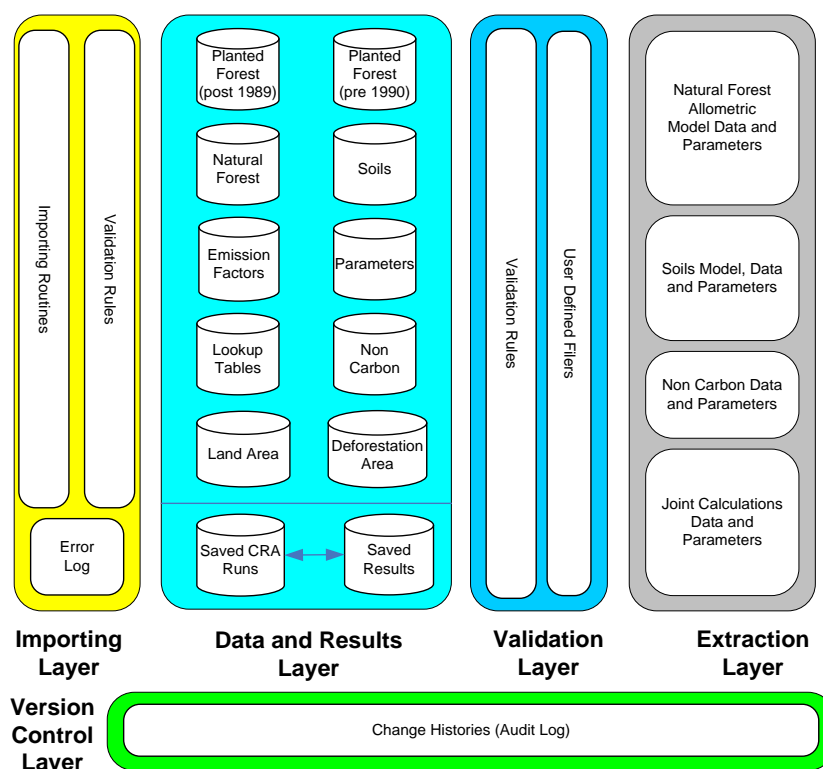 Importing Routines
Validation Rules
Error
Log
Planted
Forest
(post 1989)
Planted
Forest
(pre 1990)
Natural
Forest
Soils
Emission
Factors
Parameters
Lookup
Tables
Non
Carbon
Land Area
Deforestation
Area
Saved CRA
Runs
Saved
Results
Validation Rules
User Defined Filers
Natural Forest
Allometric
Model Data and
Parameters
Soils Model, Data
and Parameters
Non Carbon Data
and Parameters
Joint Calculations
Data and
Parameters
Importing
Layer
Data and Results
Layer
Validation
Layer
Extraction
Layer
Version
Control
Layer
Change Histories (Audit Log)